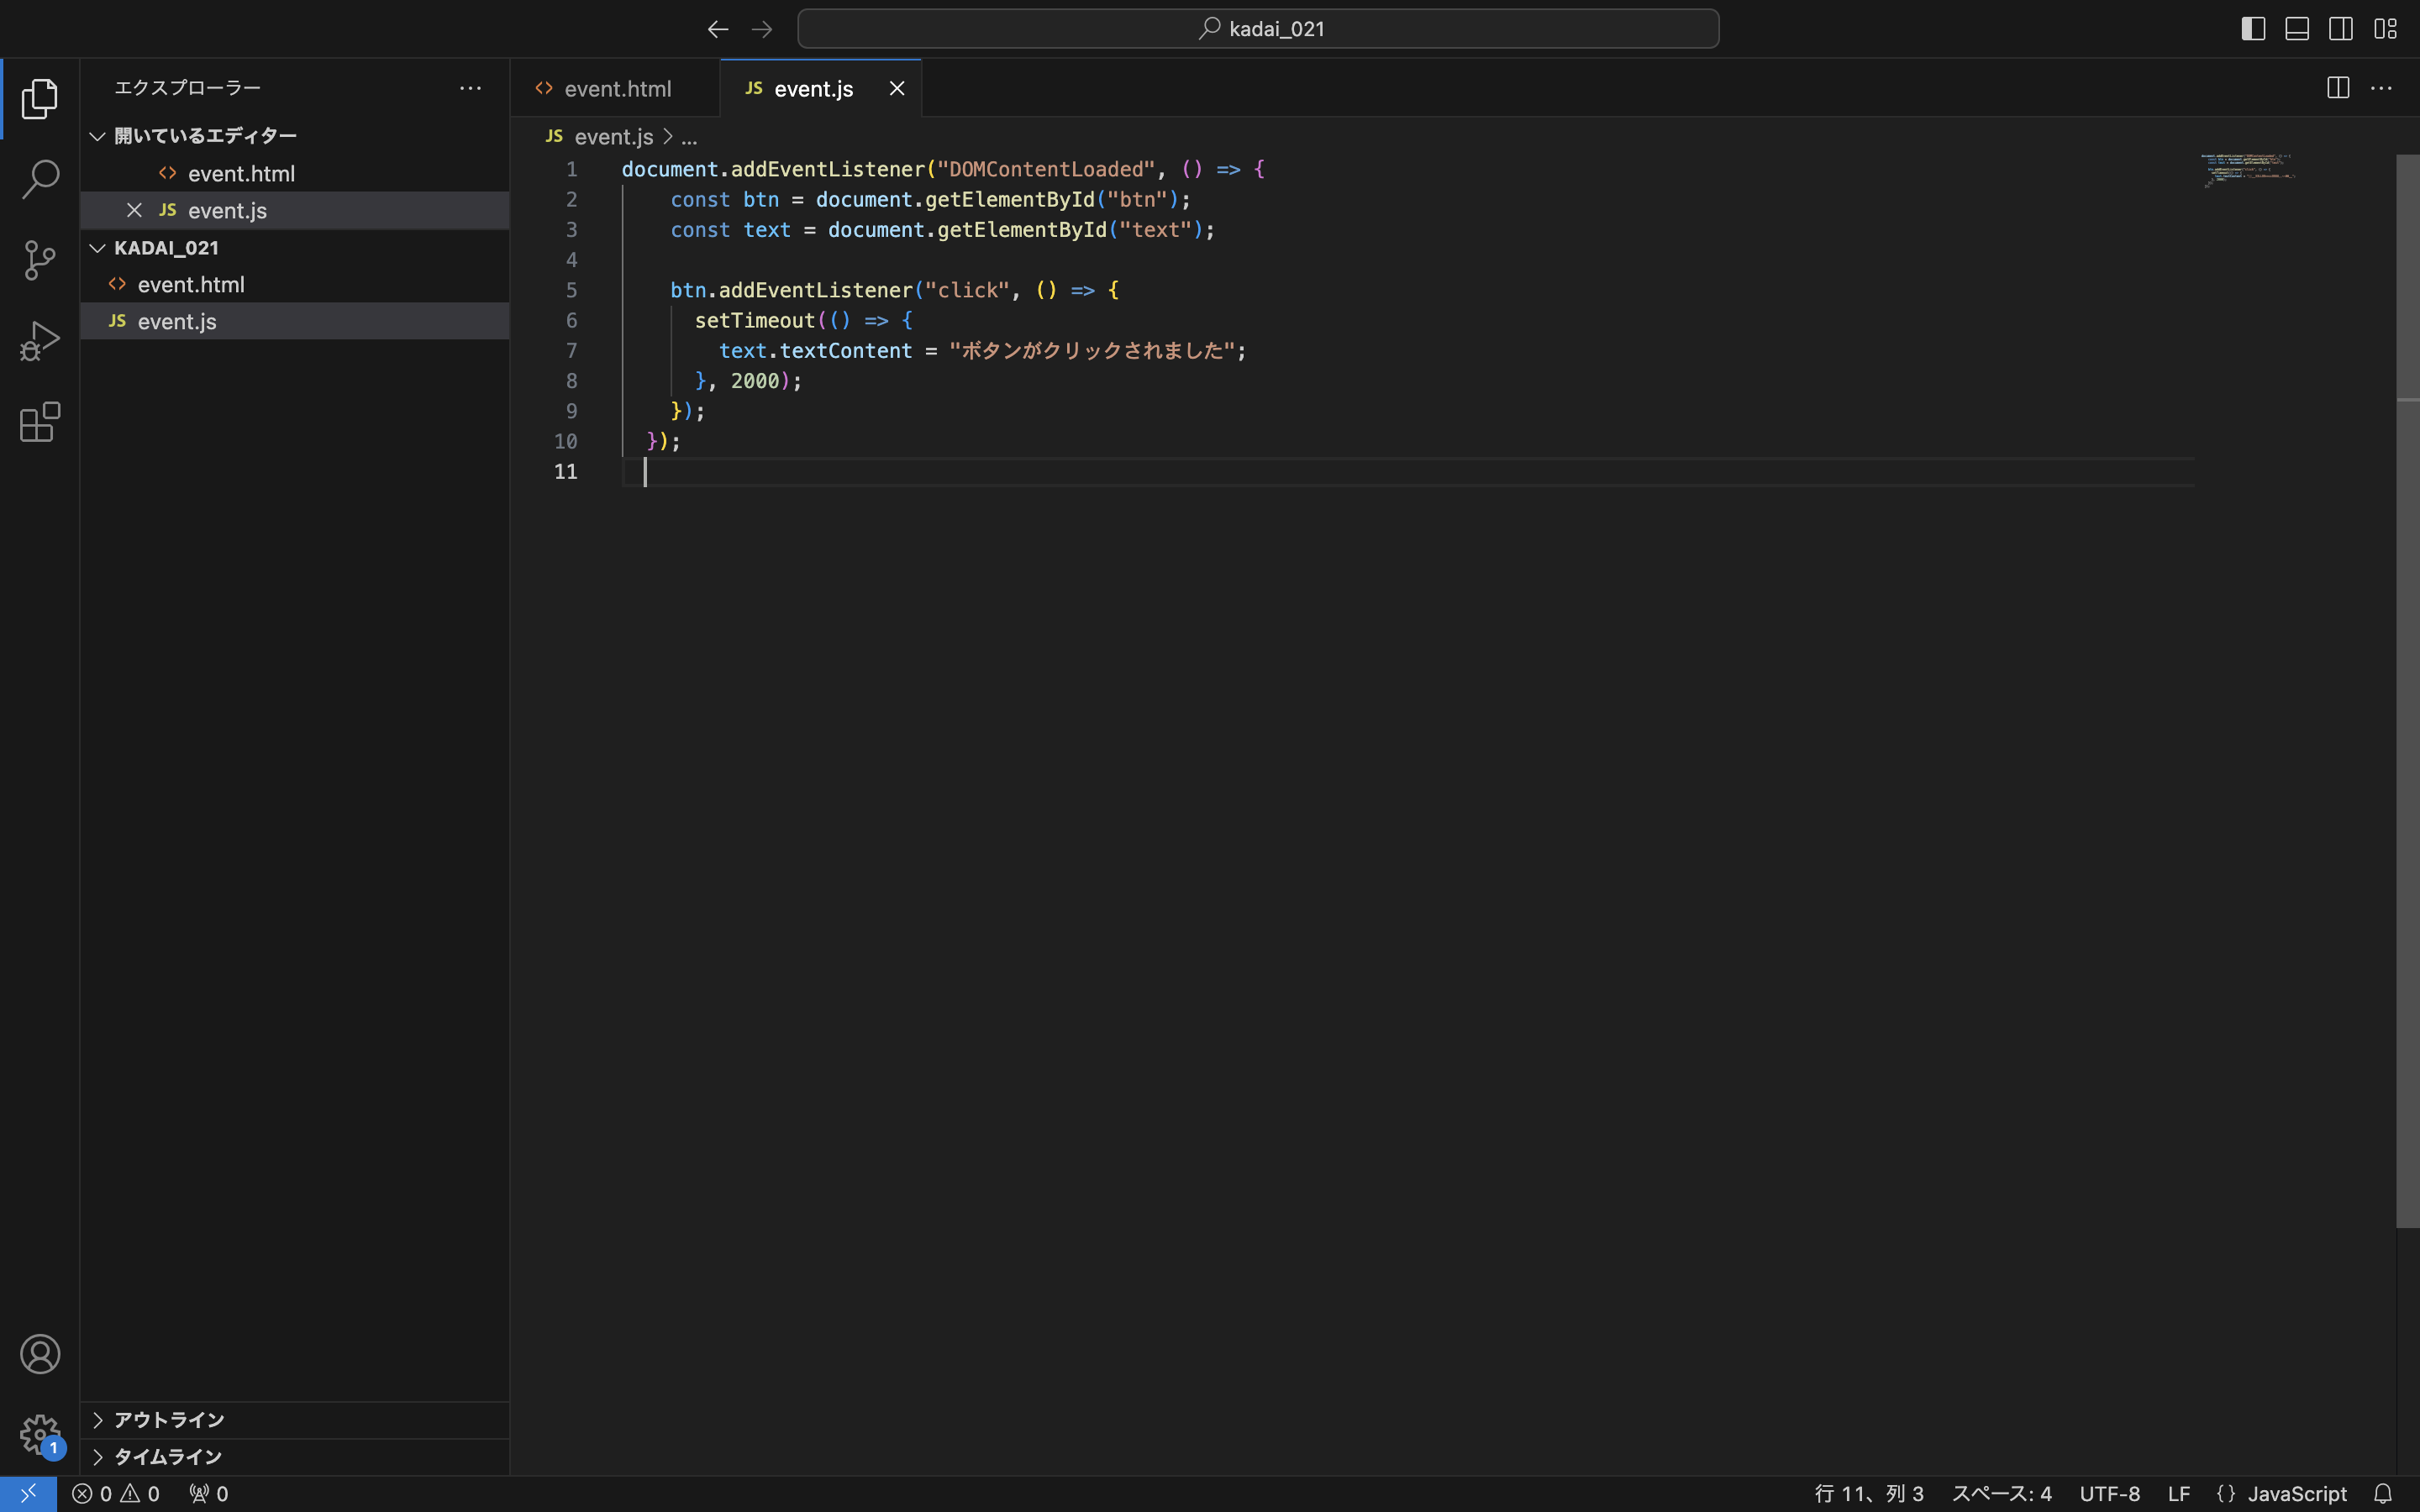 kadai_021
エクスプローラー
開いているエディター
event.html
JS event.js
KADAI_021
event.html
JS event.js
アウトライン
タイムライン
1
event.html
JS event.js
JS event.js > ...
1 document.addEventListener("DOMContentLoaded", () => {
2     const btn = document.getElementById("btn");
3     const text = document.getElementById("text");
4
5     btn.addEventListener("click", () => {
6       setTimeout(() => {
7         text.textContent = "ボタンがクリックされました";
8       }, 2000);
9     });
10   });
11
0 0 0
行 11、列 3 スペース: 4 UTF-8 LF {} JavaScript